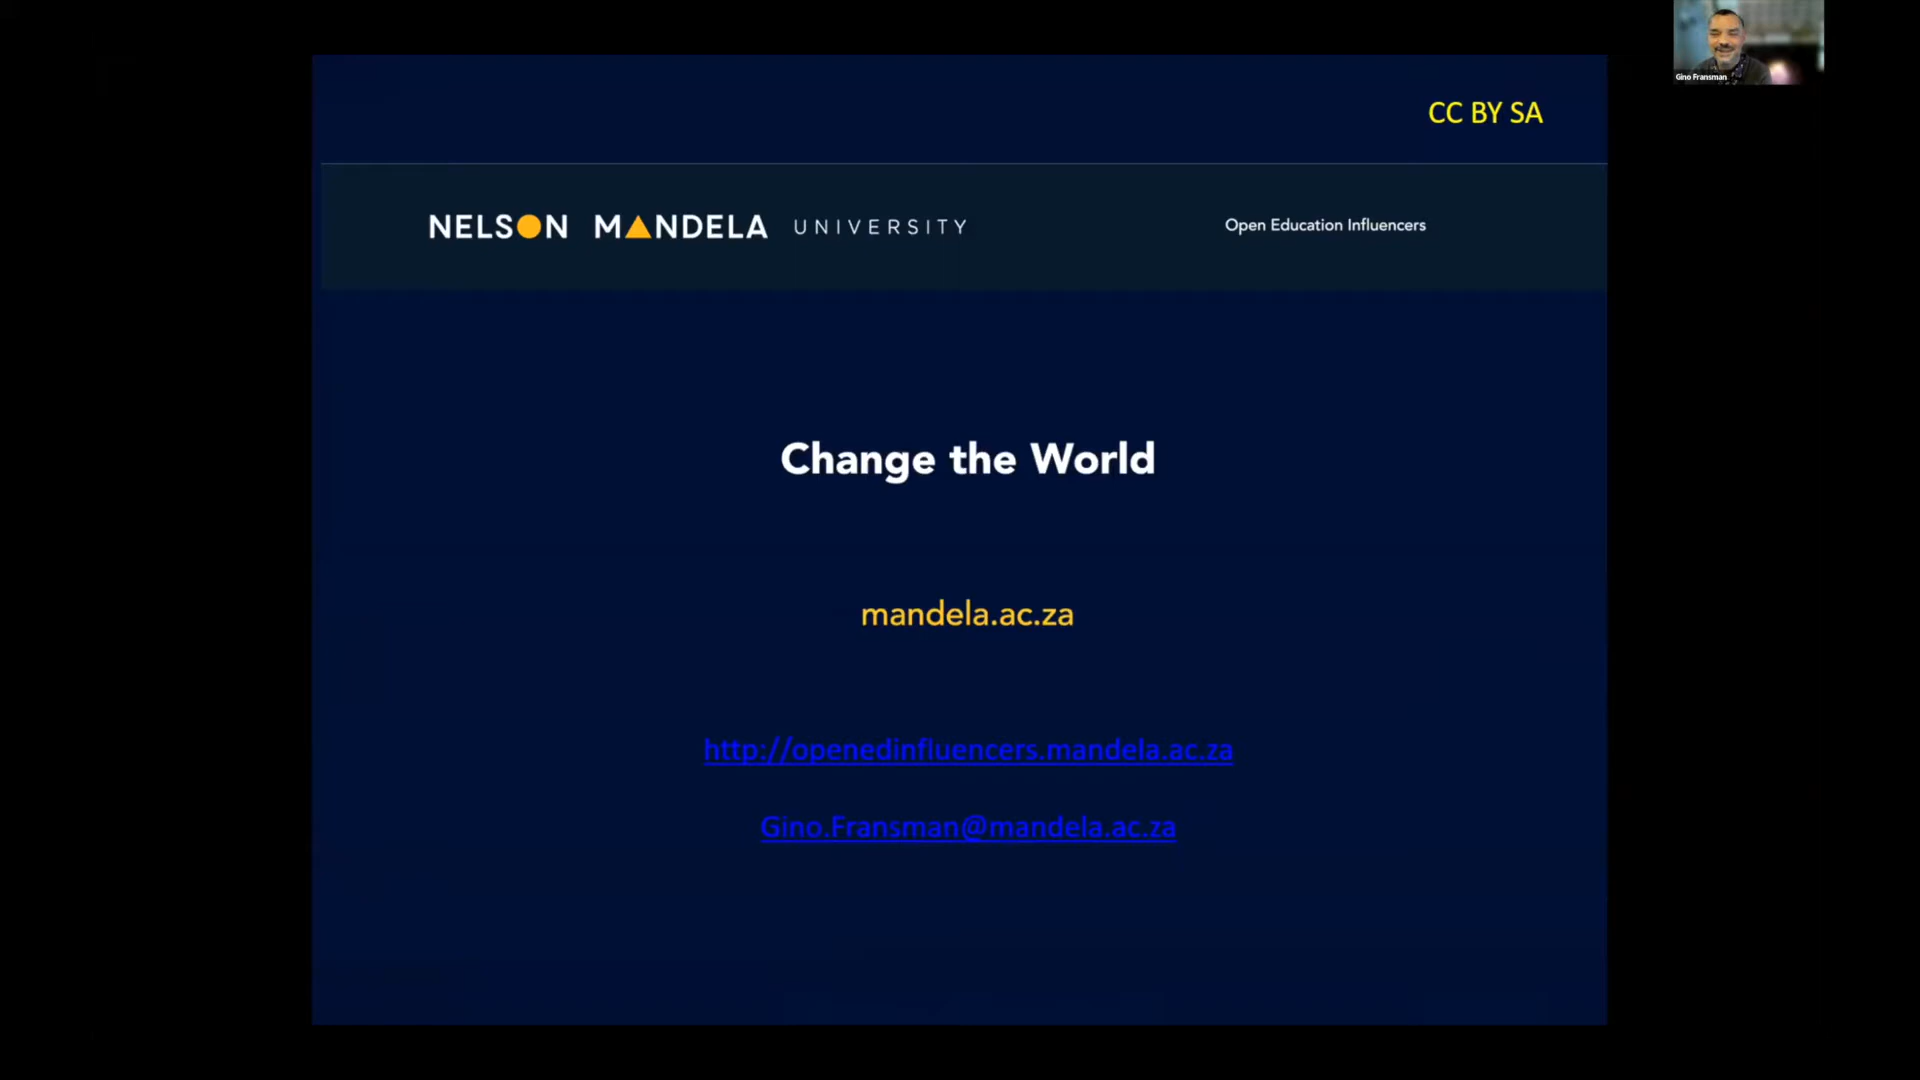 Gino Fransman
CC BY SA
NELSON MANDELA UNIVERSITY
Open Education Influencers
Change the World
mandela.ac.za
http://openedinfluencers.mandela.ac.za
Gino.Fransman@mandela.ac.za